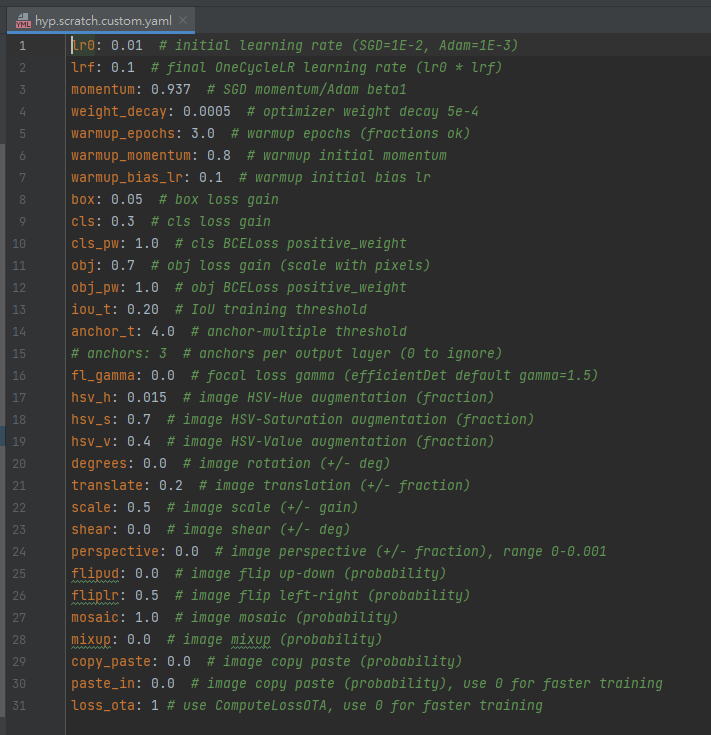 hyp.scratch.custom.yaml
1 lr0: 0.01  # initial learning rate (SGD=1E-2, Adam=1E-3)
2 lrf: 0.1  # final OneCycleLR learning rate (lr0 * lrf)
3 momentum: 0.937  # SGD momentum/Adam beta1
4 weight_decay: 0.0005  # optimizer weight decay 5e-4
5 warmup_epochs: 3.0  # warmup epochs (fractions ok)
6 warmup_momentum: 0.8  # warmup initial momentum
7 warmup_bias_lr: 0.1  # warmup initial bias lr
8 box: 0.05  # box loss gain
9 cls: 0.3  # cls loss gain
10 cls_pw: 1.0  # cls BCELoss positive_weight
11 obj: 0.7  # obj loss gain (scale with pixels)
12 obj_pw: 1.0  # obj BCELoss positive_weight
13 iou_t: 0.20  # IoU training threshold
14 anchor_t: 4.0  # anchor-multiple threshold
15 # anchors: 3  # anchors per output layer (0 to ignore)
16 fl_gamma: 0.0  # focal loss gamma (efficientDet default gamma=1.5)
17 hsv_h: 0.015  # image HSV-Hue augmentation (fraction)
18 hsv_s: 0.7  # image HSV-Saturation augmentation (fraction)
19 hsv_v: 0.4  # image HSV-Value augmentation (fraction)
20 degrees: 0.0  # image rotation (+/- deg)
21 translate: 0.2  # image translation (+/- fraction)
22 scale: 0.5  # image scale (+/- gain)
23 shear: 0.0  # image shear (+/- deg)
24 perspective: 0.0  # image perspective (+/- fraction), range 0-0.001
25 flipud: 0.0  # image flip up-down (probability)
26 fliplr: 0.5  # image flip left-right (probability)
27 mosaic: 1.0  # image mosaic (probability)
28 mixup: 0.0  # image mixup (probability)
29 copy_paste: 0.0  # image copy paste (probability)
30 paste_in: 0.0  # image copy paste (probability), use 0 for faster training
31 loss_ota: 1 # use ComputeLossOTA, use 0 for faster training